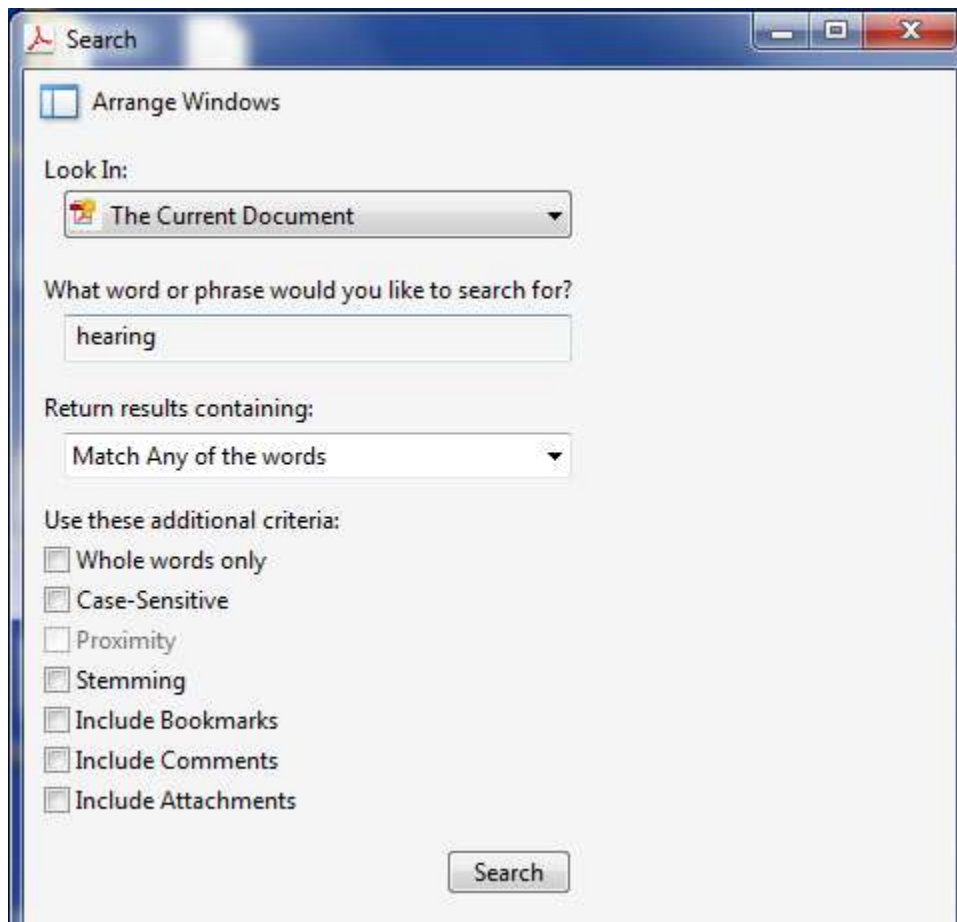 Search
Arrange Windows
Look In:
The Current Document
What word or phrase would you like to search for?
hearing
Return results containing:
Match Any of the words
Use these additional criteria:
Whole words only
Case-Sensitive
Proximity
Stemming
Include Bookmarks
Include Comments
Include Attachments
Search